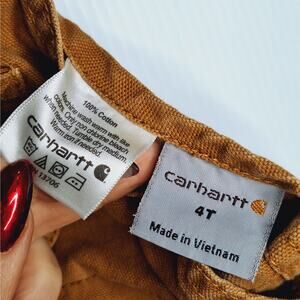 100% Cotton
Machine wash warm with like
colors. Only non chlorine bleach
when needed. Tumble dry medium
Warm iron if needed.
carhartt
13706
carhartt
4T
Made in Vietnam